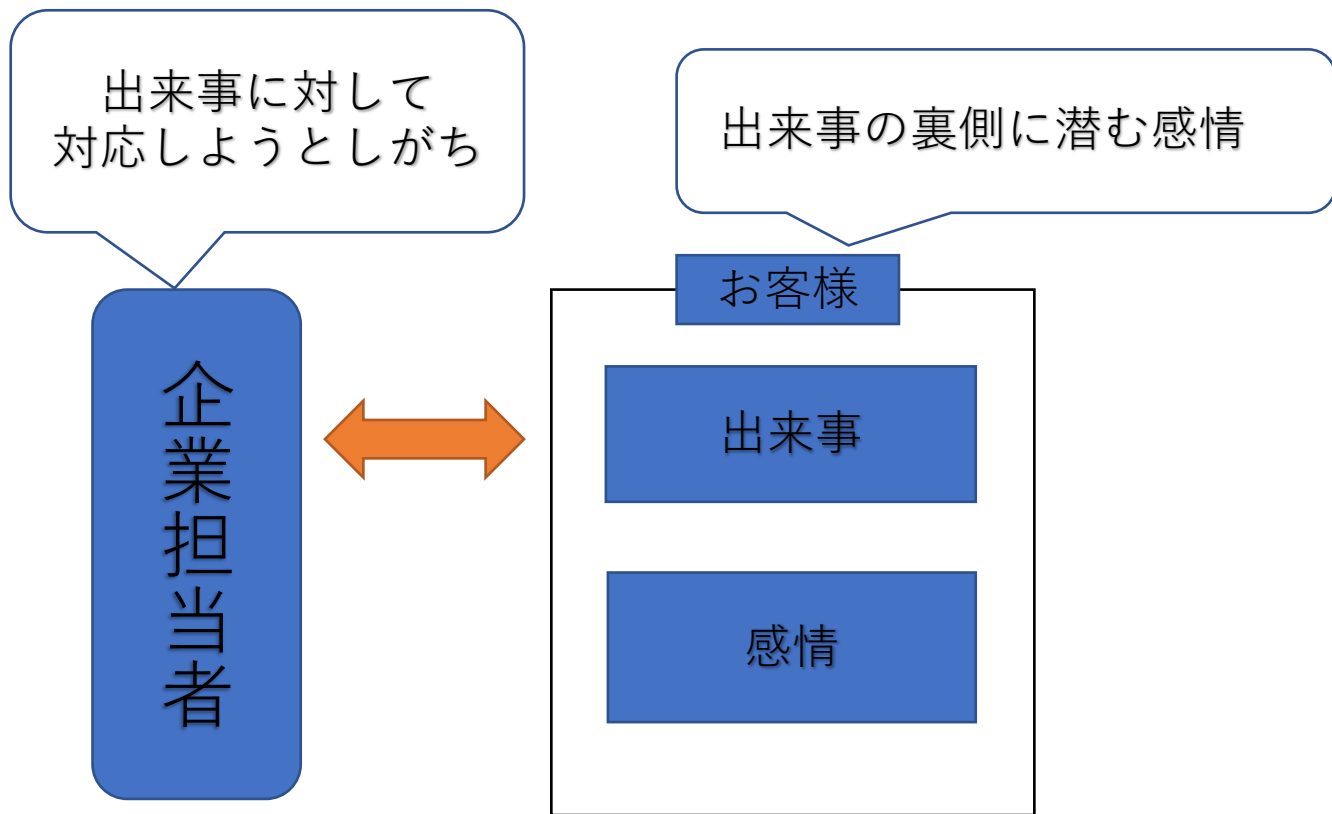 出来事に対して
対応しようとしがち
出来事の裏側に潜む感情
お客様
企業担当者
出来事
感情